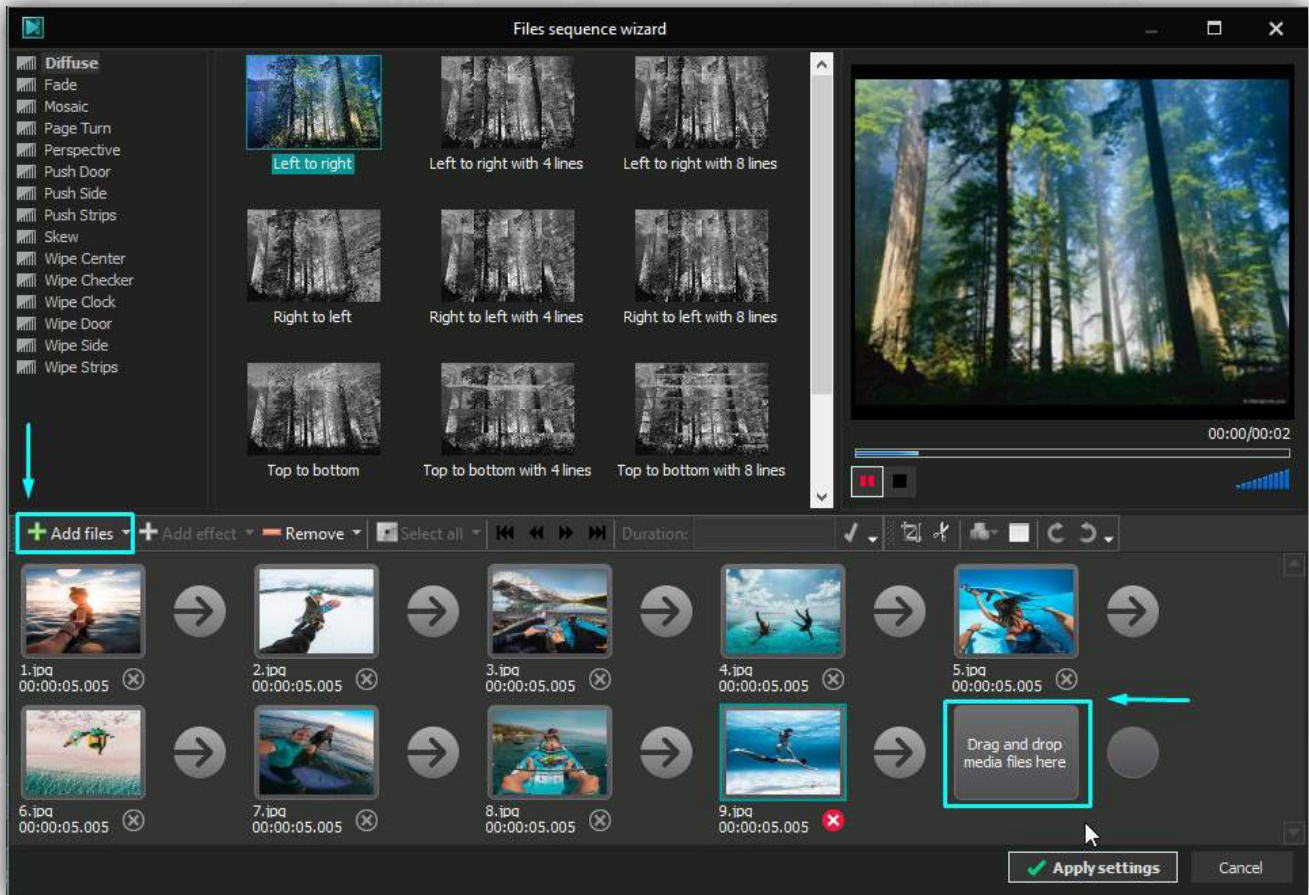 Files sequence wizard
Diffuse
Fade
Mosaic
Page Turn
Perspective
Push Door
Push Side
Push Strips
Skew
Wipe Center
Wipe Checker
Wipe Clock
Wipe Door
Wipe Side
Wipe Strips
Left to right
Left to right with 4 lines
Left to right with 8 lines
Right to left
Right to left with 4 lines
Right to left with 8 lines
Top to bottom
Top to bottom with 4 lines
Top to bottom with 8 lines
00:00/00:02
Add files
Add effect
Remove
Select all
Duration:
1.jpg
00:00:05.005
2.jpg
00:00:05.005
3.jpg
00:00:05.005
4.jpg
00:00:05.005
5.jpg
00:00:05.005
6.jpg
00:00:05.005
7.jpg
00:00:05.005
8.jpg
00:00:05.005
9.jpg
00:00:05.005
Drag and drop
media files here
Apply settings
Cancel